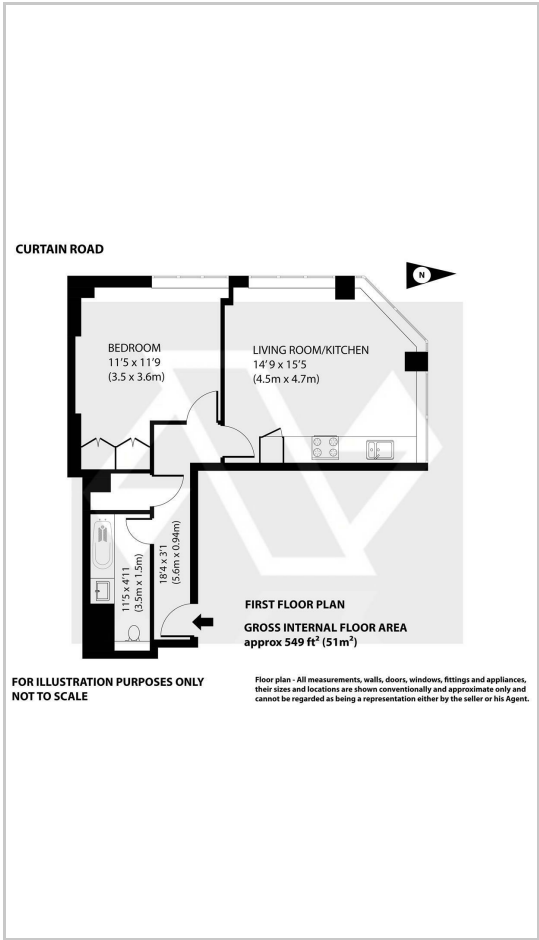 CURTAIN ROAD
N
BEDROOM
11'5 x 11'9
(3.5 x 3.6m)
LIVING ROOM/KITCHEN
14'9 x 15'5
(4.5m x 4.7m)
11'5 x 4'11
(3.5m x 1.5m)
18'4 x 3'1
(5.6m x 0.94m)
FIRST FLOOR PLAN
GROSS INTERNAL FLOOR AREA
approx 549 ft² (51m²)
FOR ILLUSTRATION PURPOSES ONLY
NOT TO SCALE
Floor plan - All measurements, walls, doors, windows, fittings and appliances,
their sizes and locations are shown conventionally and approximate only and
cannot be regarded as being a representation either by the seller or his Agent.